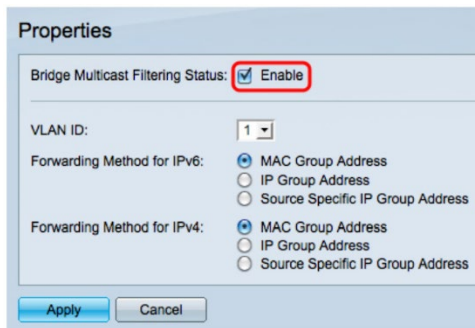 Properties
Bridge Multicast Filtering Status: Enable
VLAN ID: 1
Forwarding Method for IPv6: MAC Group Address
IP Group Address
Source Specific IP Group Address
Forwarding Method for IPv4: MAC Group Address
IP Group Address
Source Specific IP Group Address
Apply Cancel